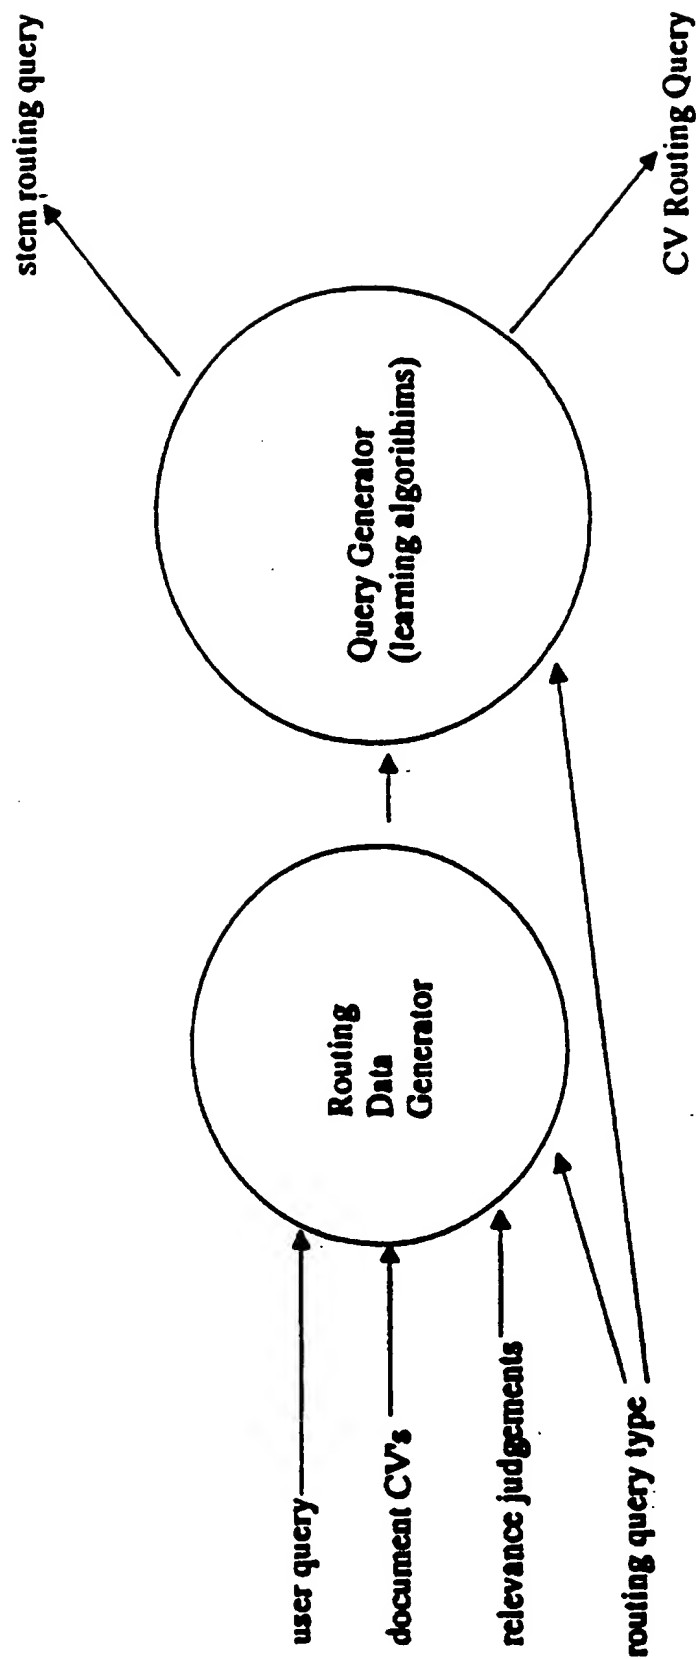 user query
document CV's
relevance judgements
routing query type
Routing
Data
Generator
Query Generator
(learning algorithims)
stem routing query
CV Routing Query